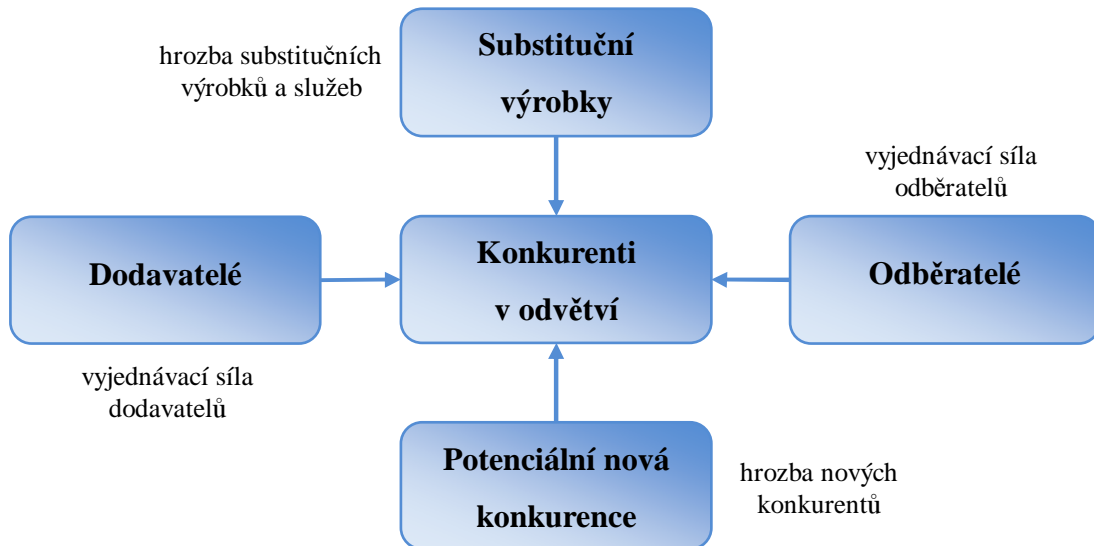 hrozba substitučních
výrobků a služeb
Substituční
výrobky
vyjednávací síla
odběratelů
Dodavatelé
Konkurenti
v odvětví
Odběratelé
vyjednávací síla
dodavatelů
Potenciální nová
konkurence
hrozba nových
konkurentů